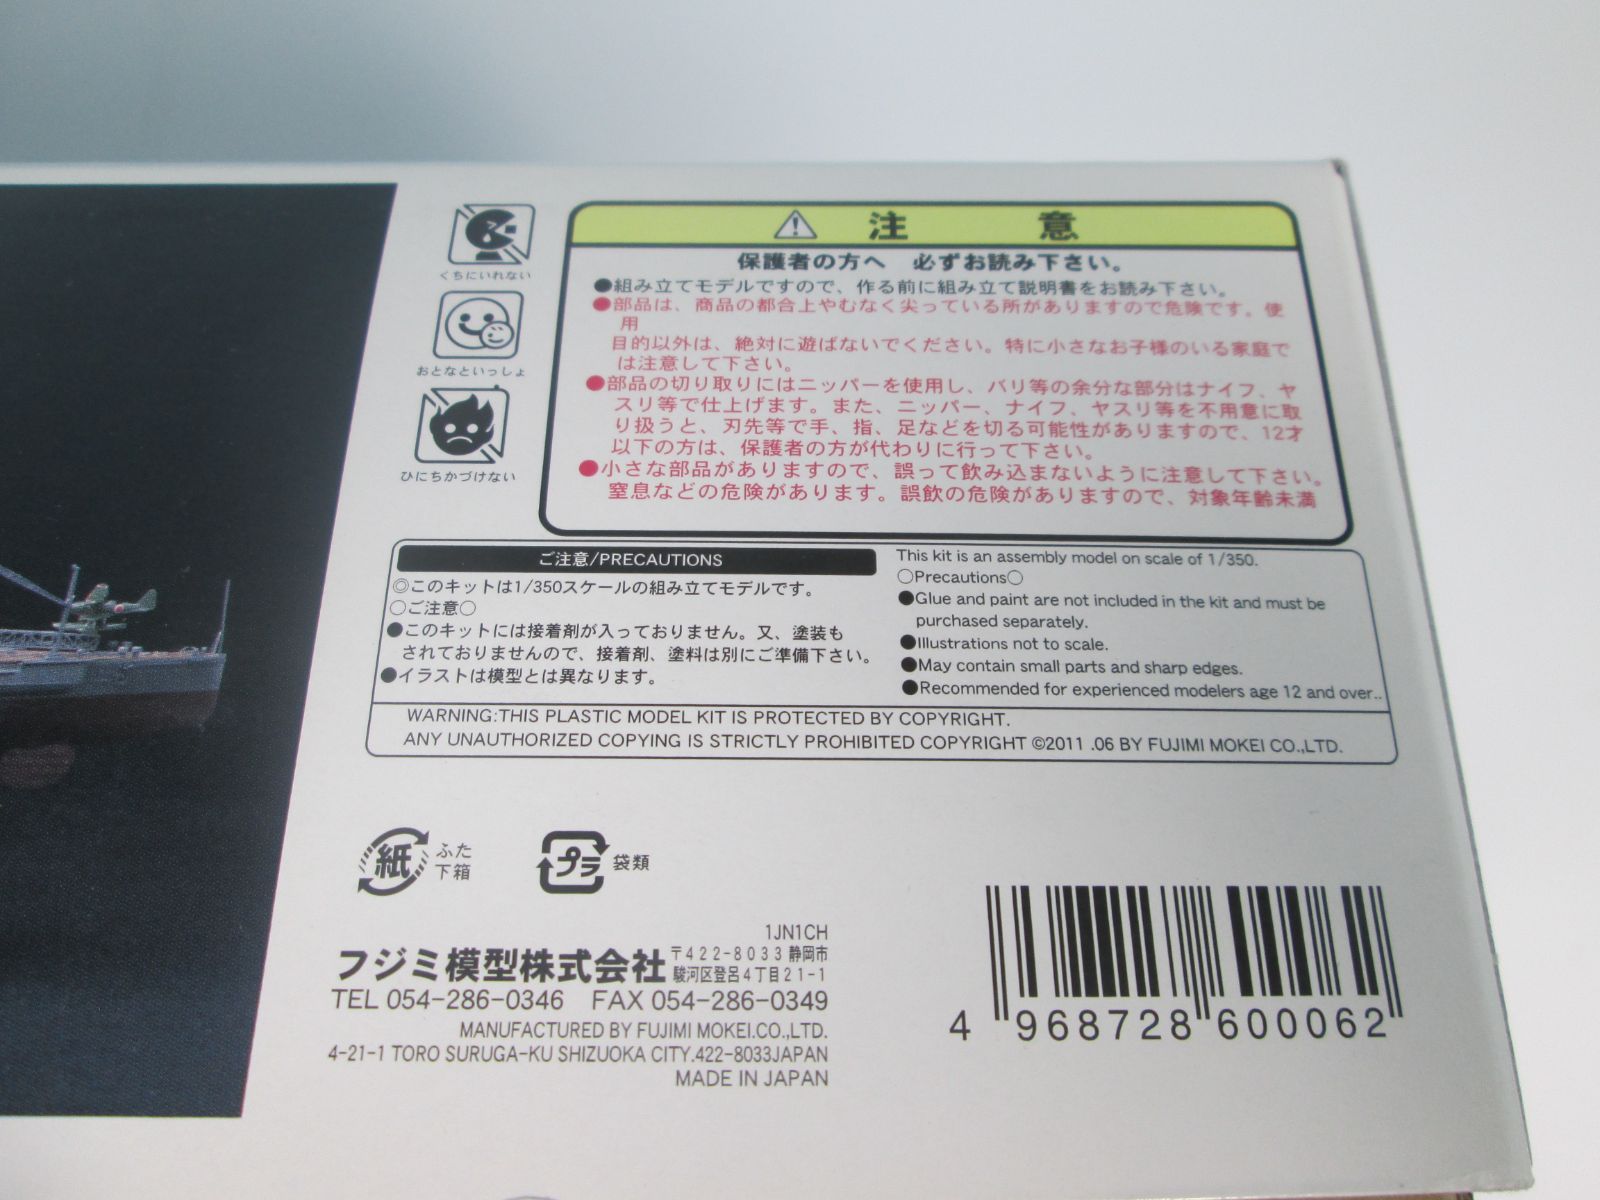 くちにいれない
おとなといっしょ
ひにちかづけない
注 意
保護者の方へ 必ずお読み下さい。
●組み立てモデルですので、作る前に組み立て説明書をお読み下さい。
●部品は、商品の都合上やむなく尖っている所がありますので危険です。使
用
目的以外は、絶対に遊ばないでください。特に小さなお子様のいる家庭で
は注意して下さい。
●部品の切り取りにはニッパーを使用し、バリ等の余分な部分はナイフ、ヤ
スリ等で仕上げます。また、ニッパー、ナイフ、ヤスリ等を不用意に取
り扱うと、刃先等で手、指、足などを切る可能性がありますので、12才
以下の方は、保護者の方が代わりに行って下さい。
●小さな部品がありますので、誤って飲み込まないように注意して下さい。
窒息などの危険があります。誤飲の危険がありますので、対象年齢未満
ご注意/PRECAUTIONS
◎このキットは1/350スケールの組み立てモデルです。
○ご注意○
●このキットには接着剤が入っておりません。又、塗装も
されておりませんので、接着剤、塗料は別にご準備下さい。
●イラストは模型とは異なります。
This kit is an assembly model on scale of 1/350.
○Precautions○
●Glue and paint are not included in the kit and must be
purchased separately.
●Illustrations not to scale.
●May contain small parts and sharp edges.
●Recommended for experienced modelers age 12 and over..
WARNING:THIS PLASTIC MODEL KIT IS PROTECTED BY COPYRIGHT.
ANY UNAUTHORIZED COPYING IS STRICTLY PROHIBITED COPYRIGHT ©2011 .06 BY FUJIMI MOKEI CO.,LTD.
紙 ふた
下箱
プラ 袋類
1JN1CH
フジミ模型株式会社 〒422-8033 静岡市
駿河区登呂4丁目21-1
TEL 054-286-0346 FAX 054-286-0349
MANUFACTURED BY FUJIMI MOKEI.CO.,LTD.
4-21-1 TORO SURUGA-KU SHIZUOKA CITY.422-8033JAPAN
MADE IN JAPAN
4 968728 600062